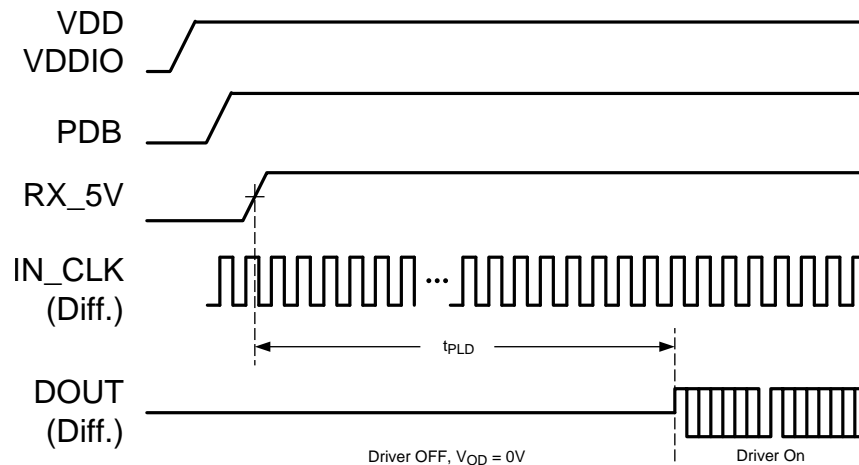 VDD
VDDIO
PDB
RX_5V
IN_CLK
(Diff.)
...
tPLD
DOUT
(Diff.)
Driver OFF, VOD = 0V
Driver On